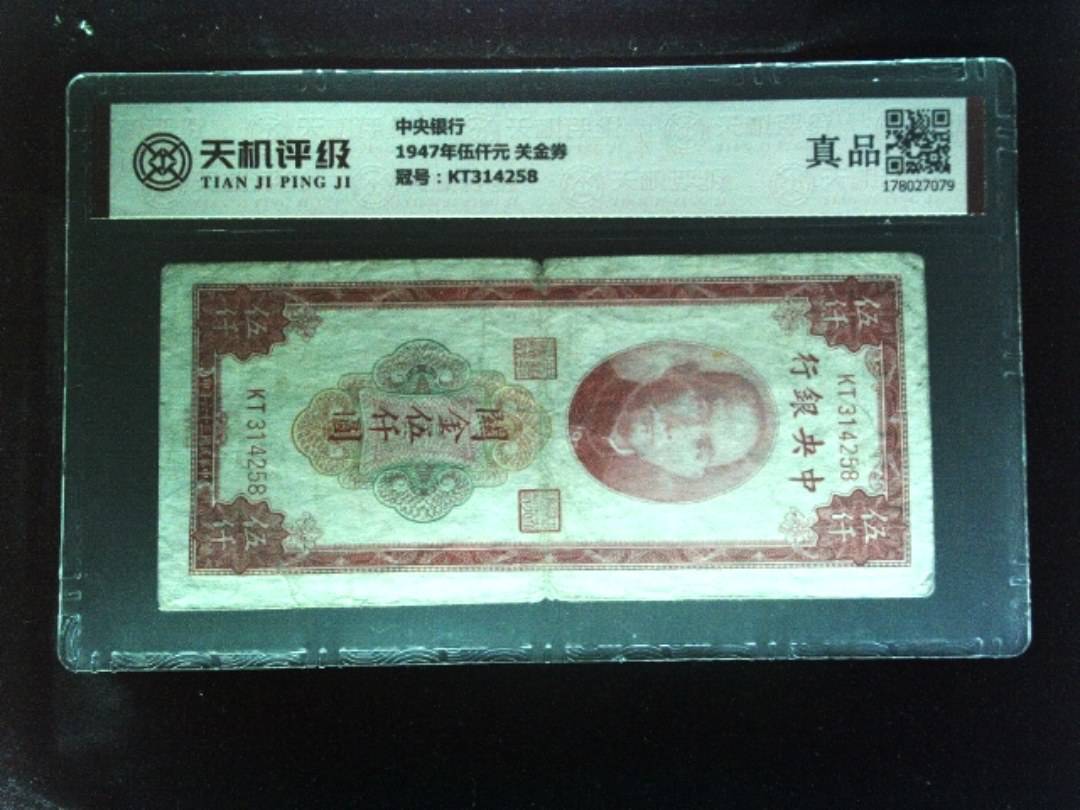 天机评级
TIAN JI PING JI
中央银行
1947年伍仟元 关金券
冠号：KT314258
真品
178027079
伍仟
伍仟
KT314258
中央銀行
關金伍仟圓
KT314258
伍仟
伍仟